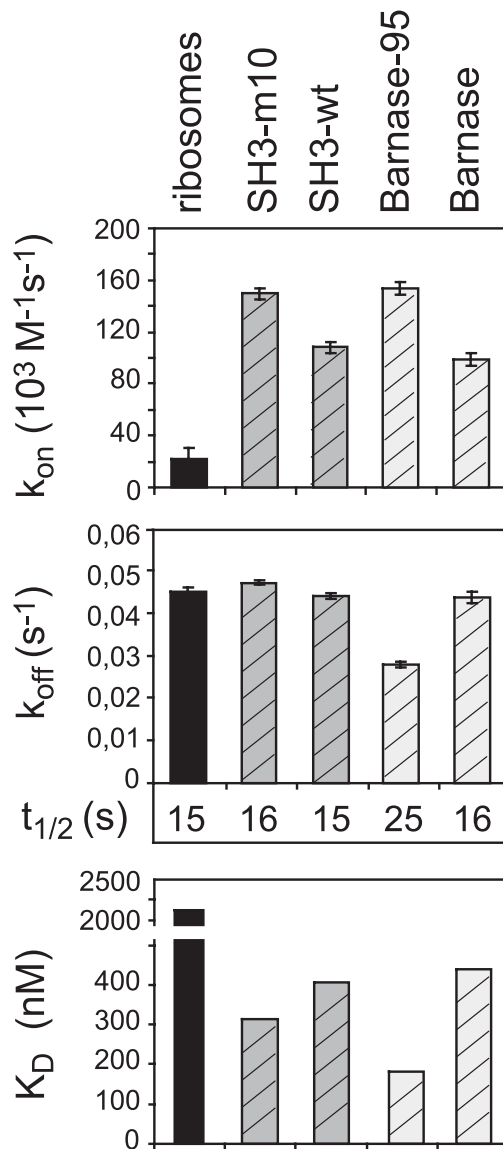 ribosomes
SH3-m10
SH3-wt
Barnase-95
Barnase
kon (10³ M-1s-1)
200
160
120
80
40
0
koff (s-1)
0,06
0,05
0,04
0,03
0,02
0,01
0
t1/2 (s) 15 16 15 25 16
KD (nM)
2500
2000
400
300
200
100
0